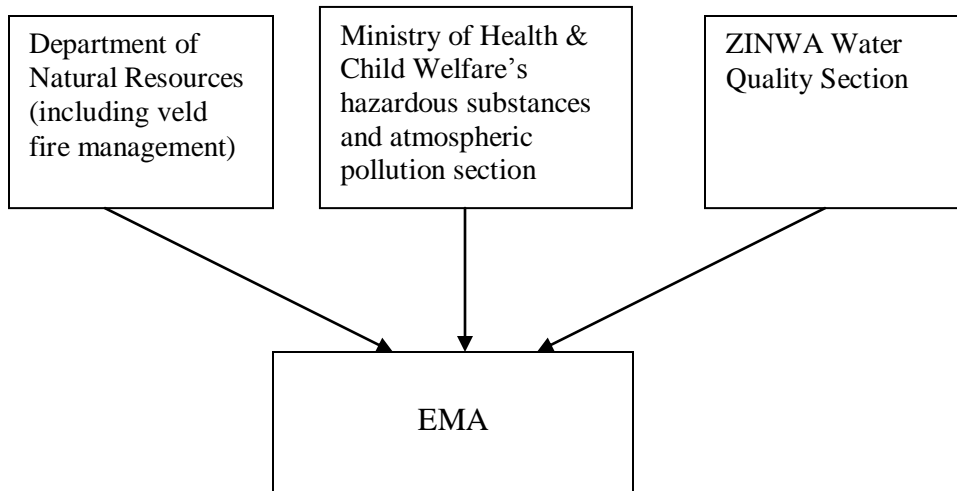 Department of
Natural Resources
(including veld
fire management)
Ministry of Health &
Child Welfare’s
hazardous substances
and atmospheric
pollution section
ZINWA Water
Quality Section
EMA